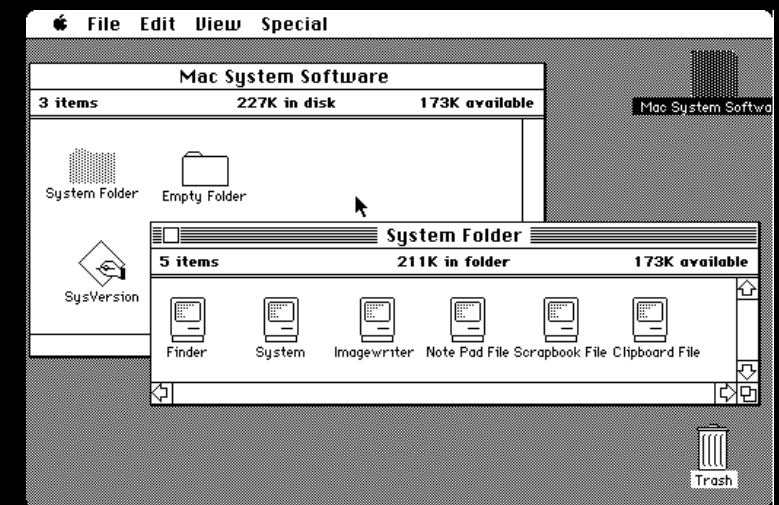 File Edit View Special
Mac System Software
3 items 227K in disk 173K available
Mac System Softwa
System Folder Empty Folder
SysVersion
System Folder
5 items 211K in folder 173K available
Finder System Imagewriter Note Pad File Scrapbook File Clipboard File
Trash